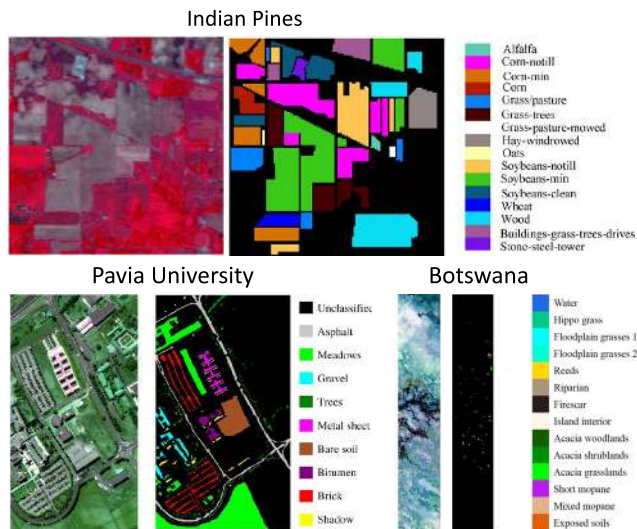 Indian Pines
Alfalfa
Corn-notill
Corn-min
Corn
Grass/pasture
Grass-trees
Grass-pasture-mowed
Hay-windrowed
Oats
Soybeans-notill
Soybeans-min
Soybeans-clean
Wheat
Wood
Buildings-grass-trees-drives
Stone-steel-tower
Pavia University
Botswana
Unclassified
Asphalt
Meadows
Gravel
Trees
Metal sheet
Bare soil
Bitumen
Brick
Shadow
Water
Hippo grass
Floodplain grasses 1
Floodplain grasses 2
Reeds
Riparian
Firescar
Island interior
Acacia woodlands
Acacia shrublands
Acacia grasslands
Short mopane
Mixed mopane
Exposed soils